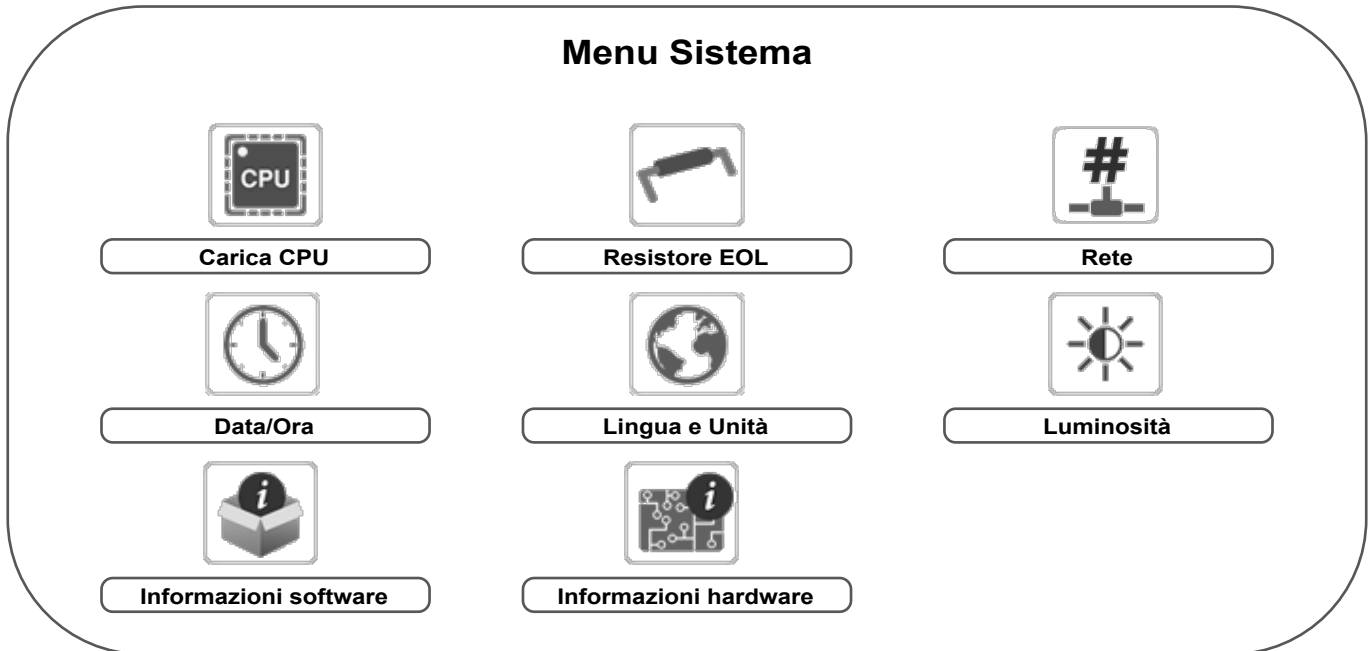 Menu Sistema
CPU
#
Carica CPU
Resistore EOL
Rete
Data/Ora
Lingua e Unità
Luminosità
i
i
Informazioni software
Informazioni hardware